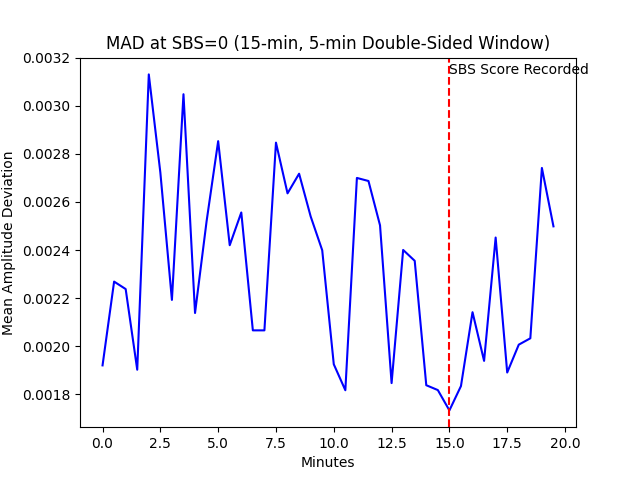 MAD at SBS=0 (15-min, 5-min Double-Sided Window)
SBS Score Recorded
Mean Amplitude Deviation
0.0032
0.0030
0.0028
0.0026
0.0024
0.0022
0.0020
0.0018
0.0 2.5 5.0 7.5 10.0 12.5 15.0 17.5 20.0
Minutes